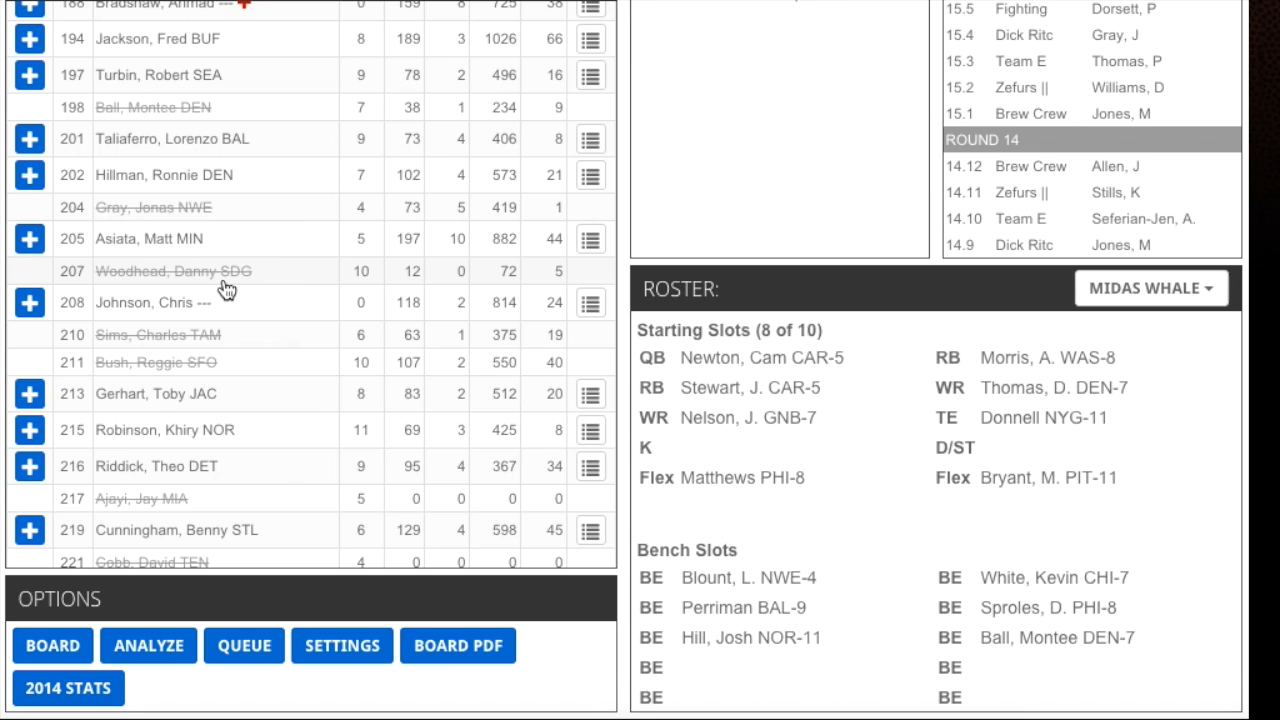 188 Bradshaw, Ahmad --- 0 159 8 725 38
194 Jackson, Fred BUF 8 189 3 1026 66
197 Turbin, Robert SEA 9 78 2 496 16
198 Ball, Montee DEN 7 38 1 234 9
201 Taliaferro, Lorenzo BAL 9 73 4 406 8
202 Hillman, Ronnie DEN 7 102 4 573 21
204 Gray, Jonas NWE 4 73 5 419 1
205 Asiata, Matt MIN 5 197 10 882 44
207 Woodhead, Danny SDG 10 12 0 72 5
208 Johnson, Chris --- 0 118 2 814 24
210 Sims, Charles TAM 6 63 1 375 19
211 Bush, Reggie SFO 10 107 2 550 40
213 Gerhart, Toby JAC 8 83 2 512 20
215 Robinson, Khiry NOR 11 69 3 425 8
216 Riddick, Theo DET 9 95 4 367 34
217 Ajayi, Jay MIA 5 0 0 0 0
219 Cunningham, Benny STL 6 129 4 598 45
221 Cobb, David TEN 4 0 0 0 0
OPTIONS
BOARD ANALYZE QUEUE SETTINGS BOARD PDF
2014 STATS
15.5 Fighting Dorsett, P
15.4 Dick Ritc Gray, J
15.3 Team E Thomas, P
15.2 Zefurs || Williams, D
15.1 Brew Crew Jones, M
ROUND 14
14.12 Brew Crew Allen, J
14.11 Zefurs || Stills, K
14.10 Team E Seferian-Jen, A.
14.9 Dick Ritc Jones, M
ROSTER: MIDAS WHALE
Starting Slots (8 of 10)
QB Newton, Cam CAR-5 RB Morris, A. WAS-8
RB Stewart, J. CAR-5 WR Thomas, D. DEN-7
WR Nelson, J. GNB-7 TE Donnell NYG-11
K D/ST
Flex Matthews PHI-8 Flex Bryant, M. PIT-11
Bench Slots
BE Blount, L. NWE-4 BE White, Kevin CHI-7
BE Perriman BAL-9 BE Sproles, D. PHI-8
BE Hill, Josh NOR-11 BE Ball, Montee DEN-7
BE BE
BE BE